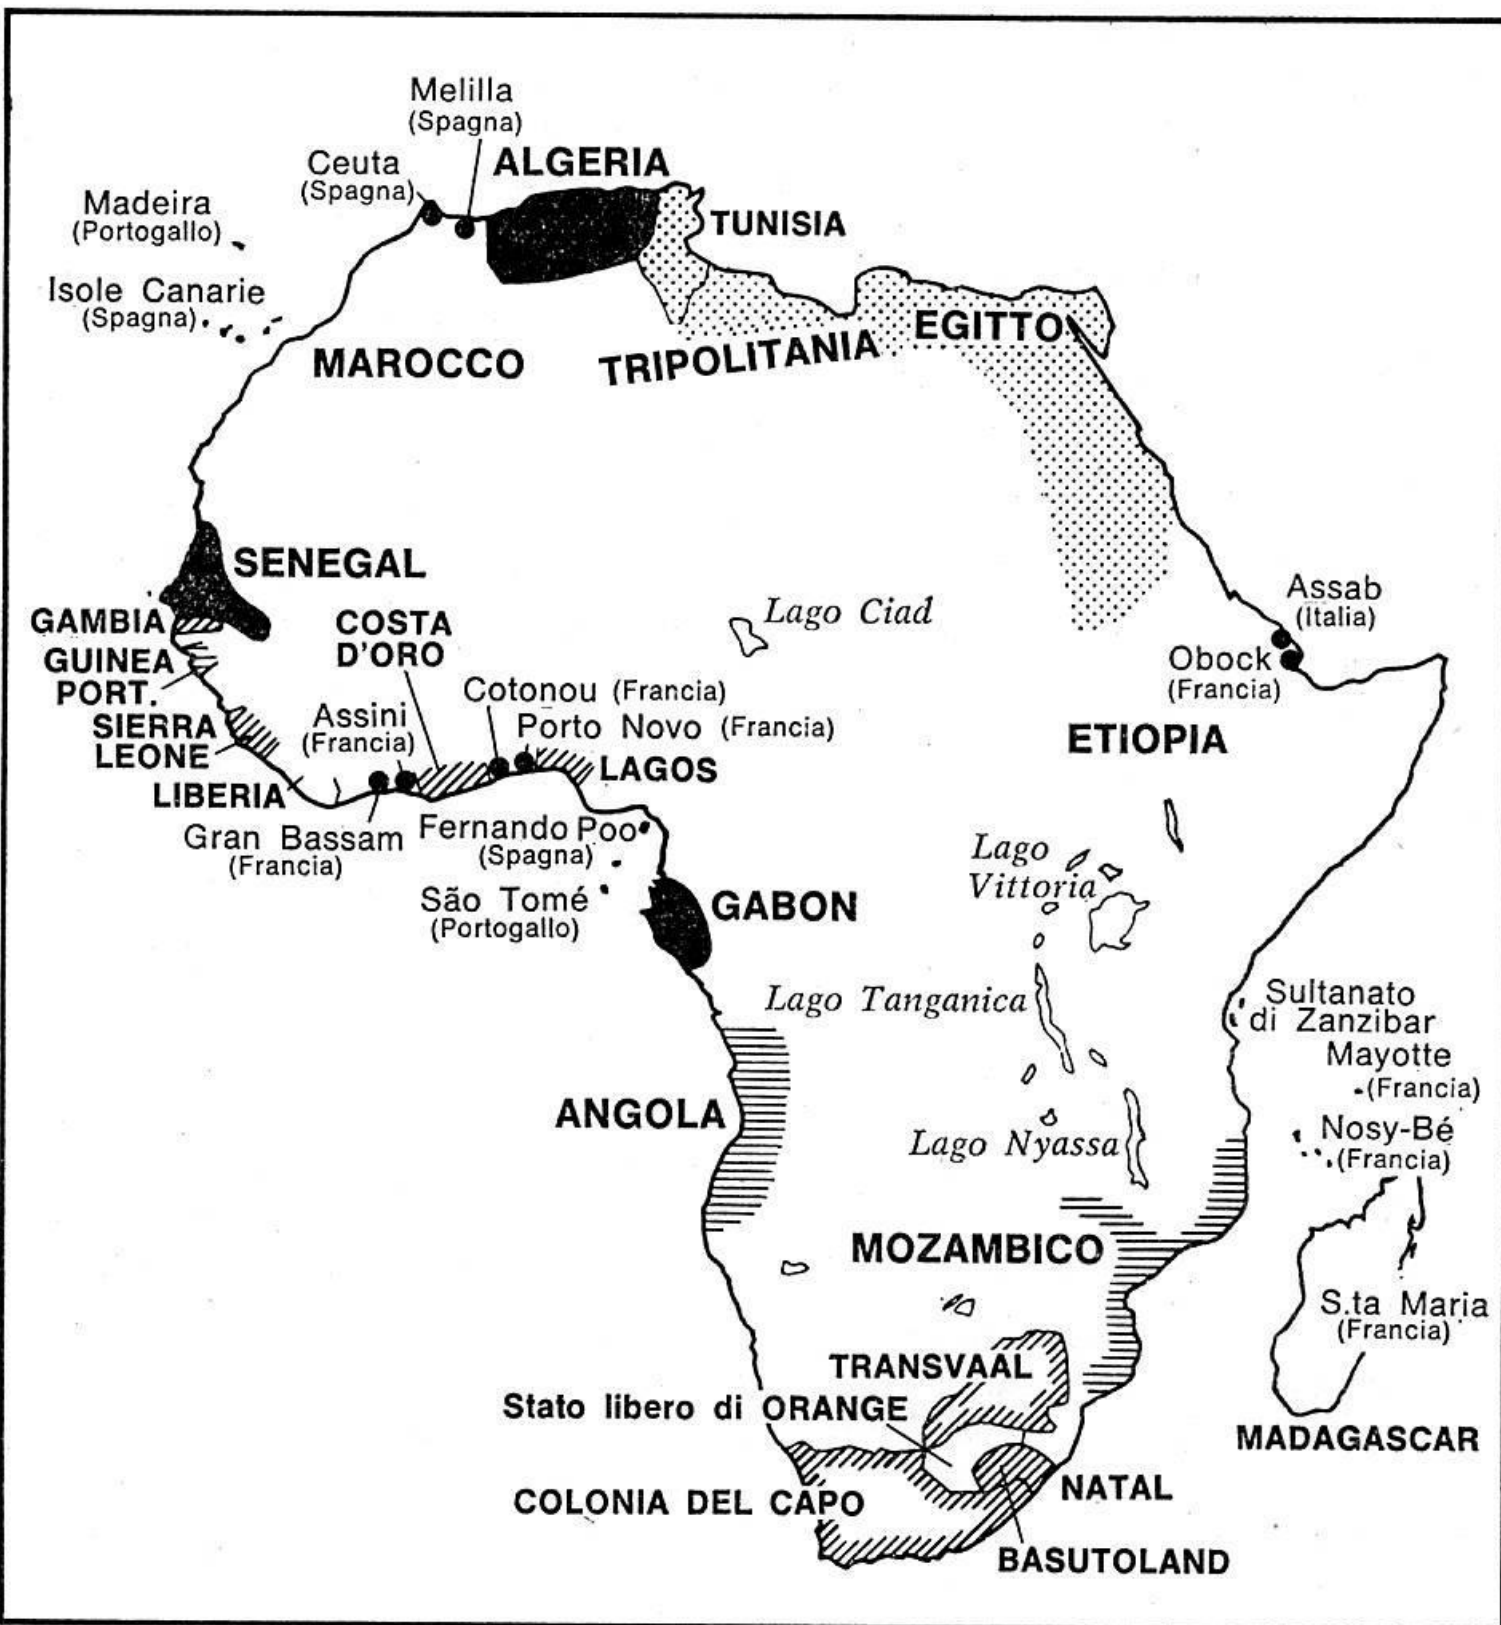 Melilla
(Spagna)
Ceuta
(Spagna)
ALGERIA
Madeira
(Portogallo)
TUNISIA
Isole Canarie
(Spagna)
MAROCCO
TRIPOLITANIA
EGITTO
SENEGAL
GAMBIA
GUINEA
PORT.
SIERRA
LEONE
LIBERIA
COSTA
D'ORO
Assini
(Francia)
Gran Bassam
(Francia)
Cotonou (Francia)
Porto Novo (Francia)
LAGOS
Fernando Poo
(Spagna)
São Tomé
(Portogallo)
GABON
Lago Ciad
Assab
(Italia)
Obock
(Francia)
ETIOPIA
Lago
Vittoria
Lago Tanganica
Sultanato
di Zanzibar
Mayotte
(Francia)
ANGOLA
Lago Nyassa
Nosy-Bé
(Francia)
MOZAMBICO
S.ta Maria
(Francia)
MADAGASCAR
TRANSVAAL
Stato libero di ORANGE
COLONIA DEL CAPO
NATAL
BASUTOLAND